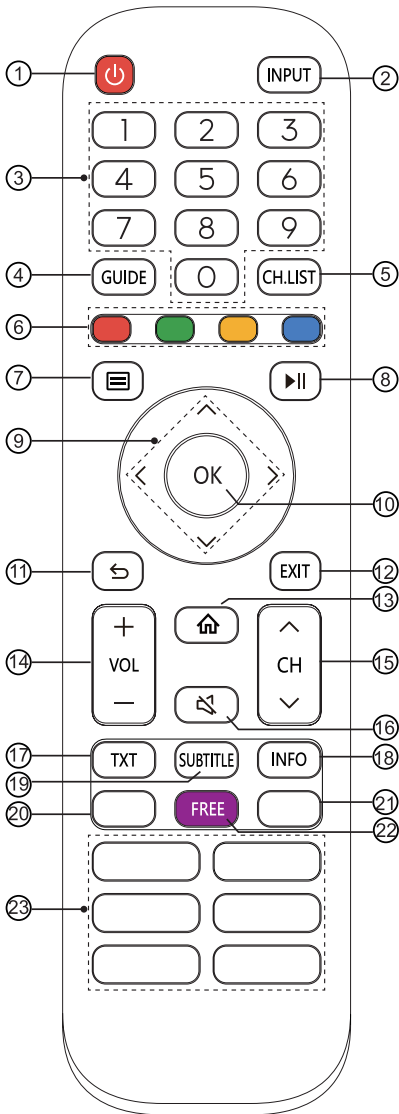 ① INPUT ②
1 2 3
③ 4 5 6
7 8 9
④ GUIDE 0 CH.LIST ⑤
⑥
⑦ ⑧
⑨
OK
⑩
⑪ EXIT ⑫
⑬
+
⑭ VOL CH ⑮
−
⑯
⑰ TXT SUBTITLE INFO ⑱
⑲
⑳ FREE ㉑
㉒
㉓